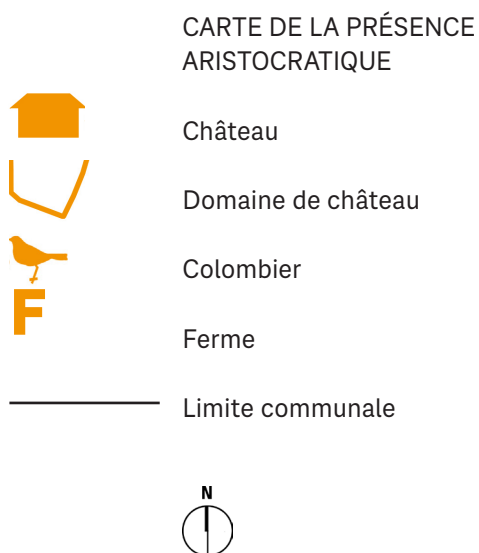 CARTE DE LA PRÉSENCE
ARISTOCRATIQUE
Château
Domaine de château
Colombier
F
Ferme
Limite communale
N